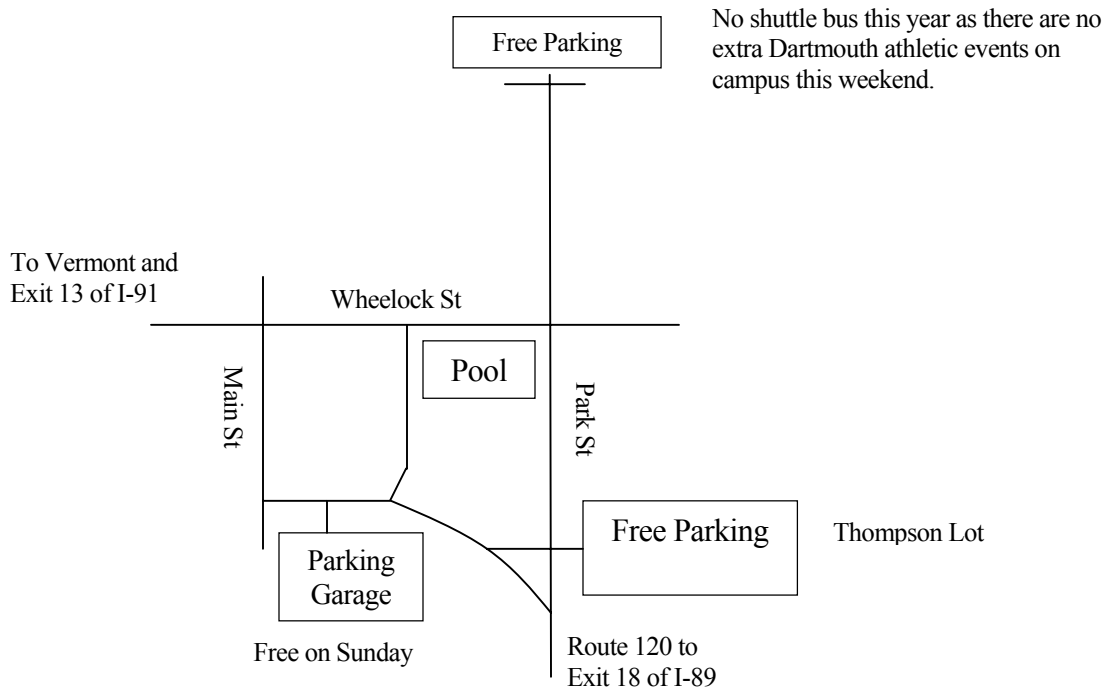 Free Parking
No shuttle bus this year as there are no
extra Dartmouth athletic events on
campus this weekend.
To Vermont and
Exit 13 of I-91
Wheelock St
Pool
Main St
Park St
Free Parking
Thompson Lot
Parking
Garage
Free on Sunday
Route 120 to
Exit 18 of I-89